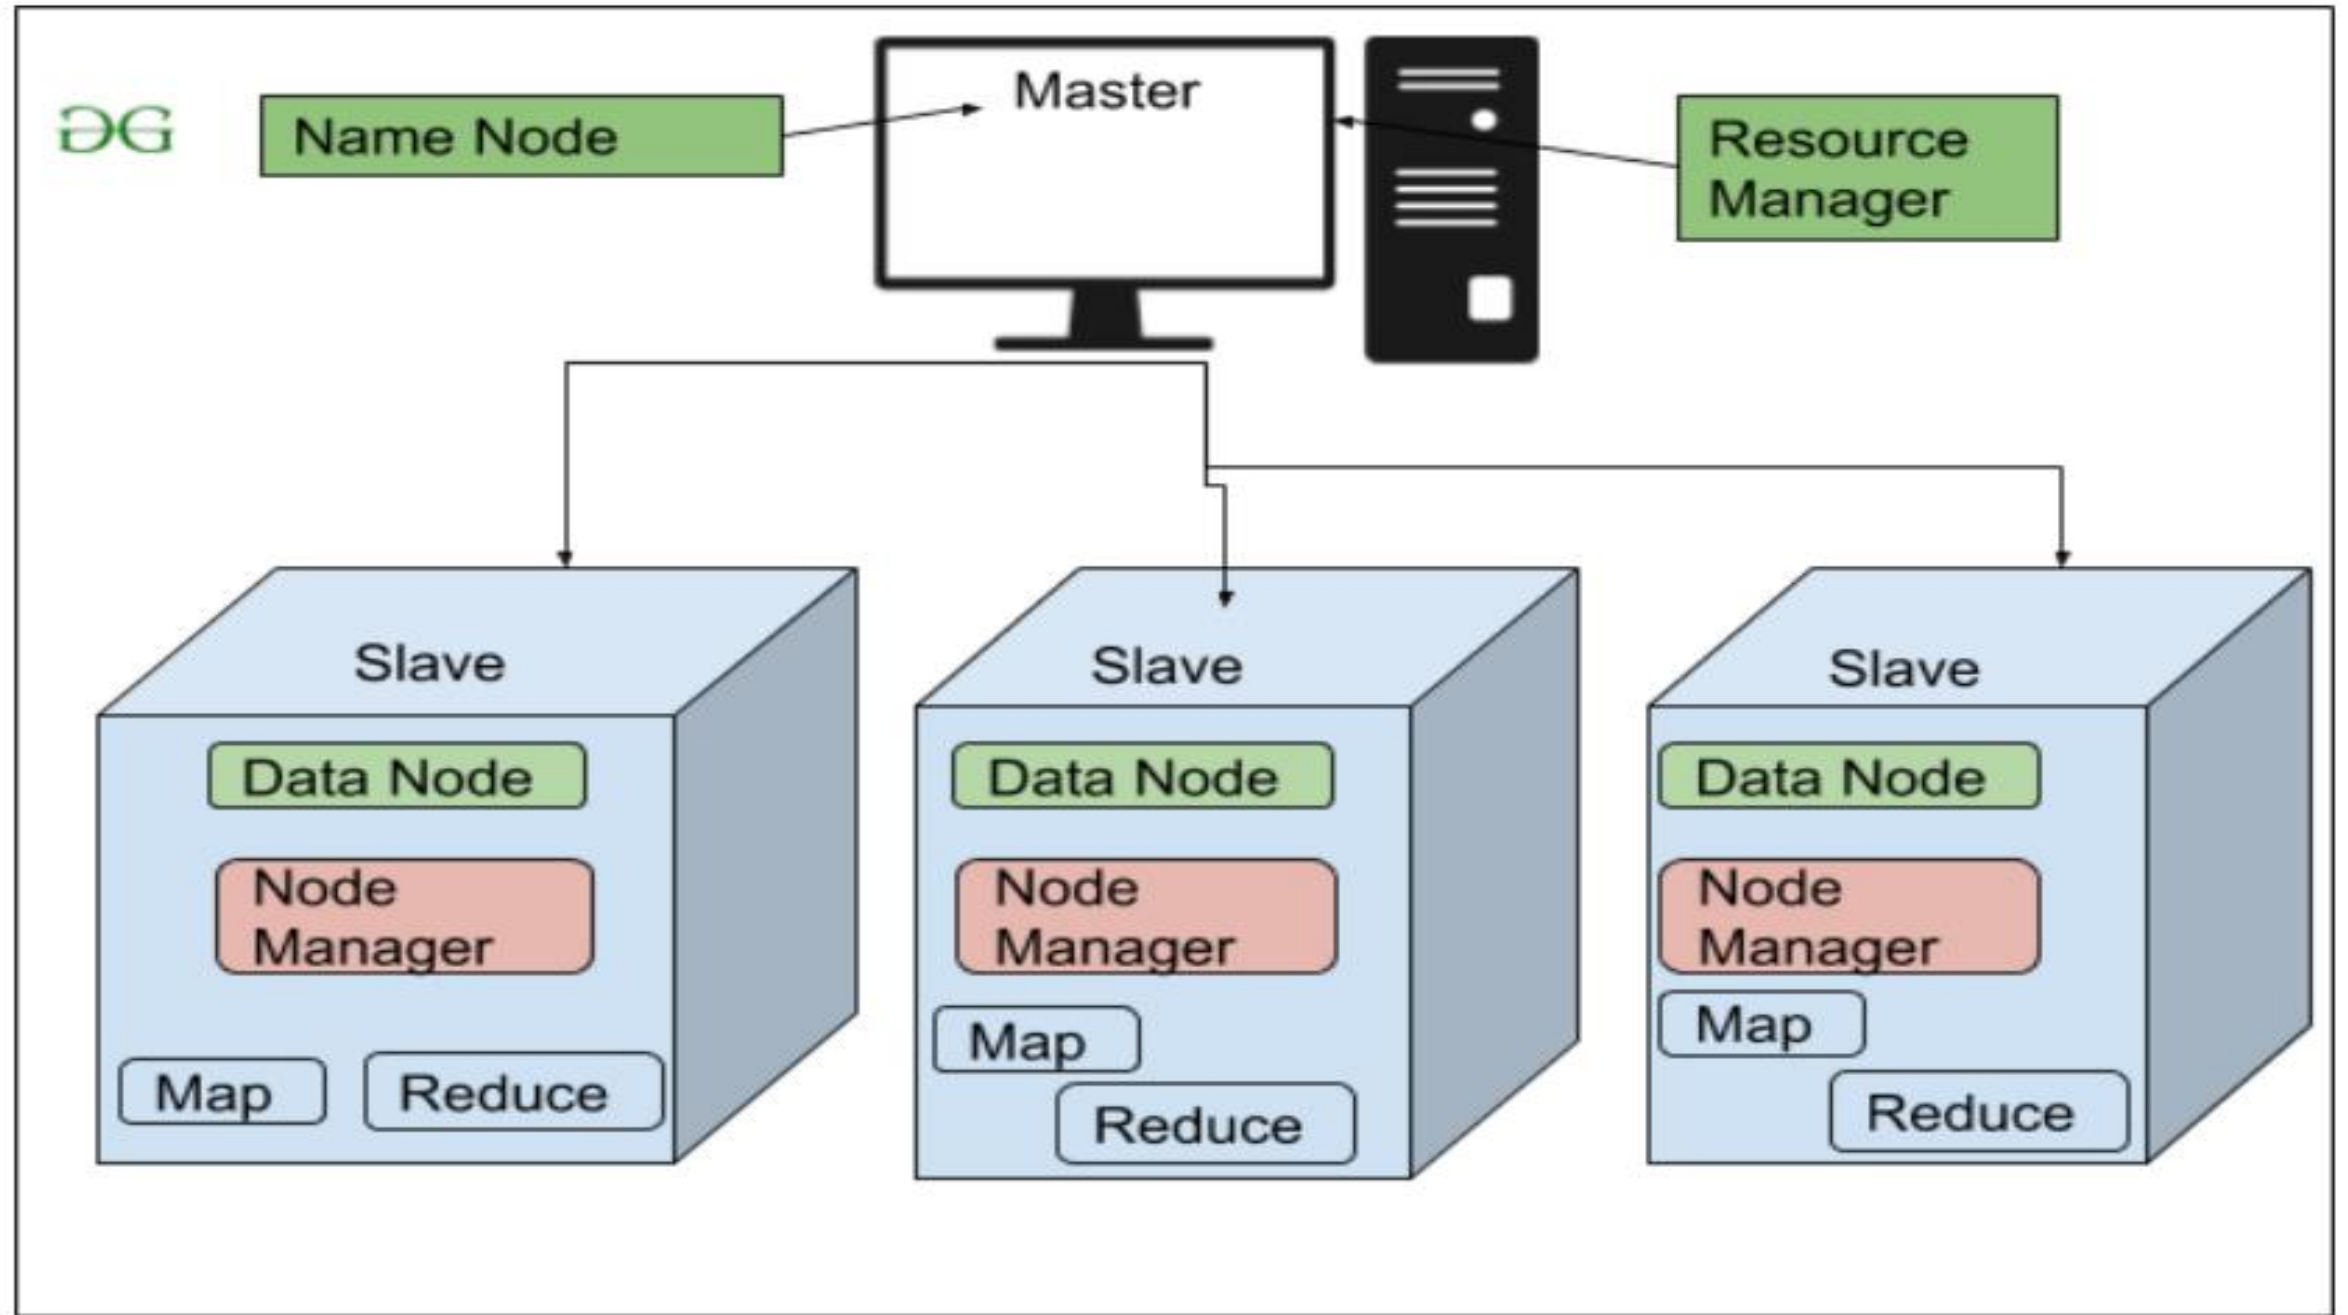 Master
Name Node
Resource
Manager
Slave
Data Node
Node
Manager
Map
Reduce
Slave
Data Node
Node
Manager
Map
Reduce
Slave
Data Node
Node
Manager
Map
Reduce